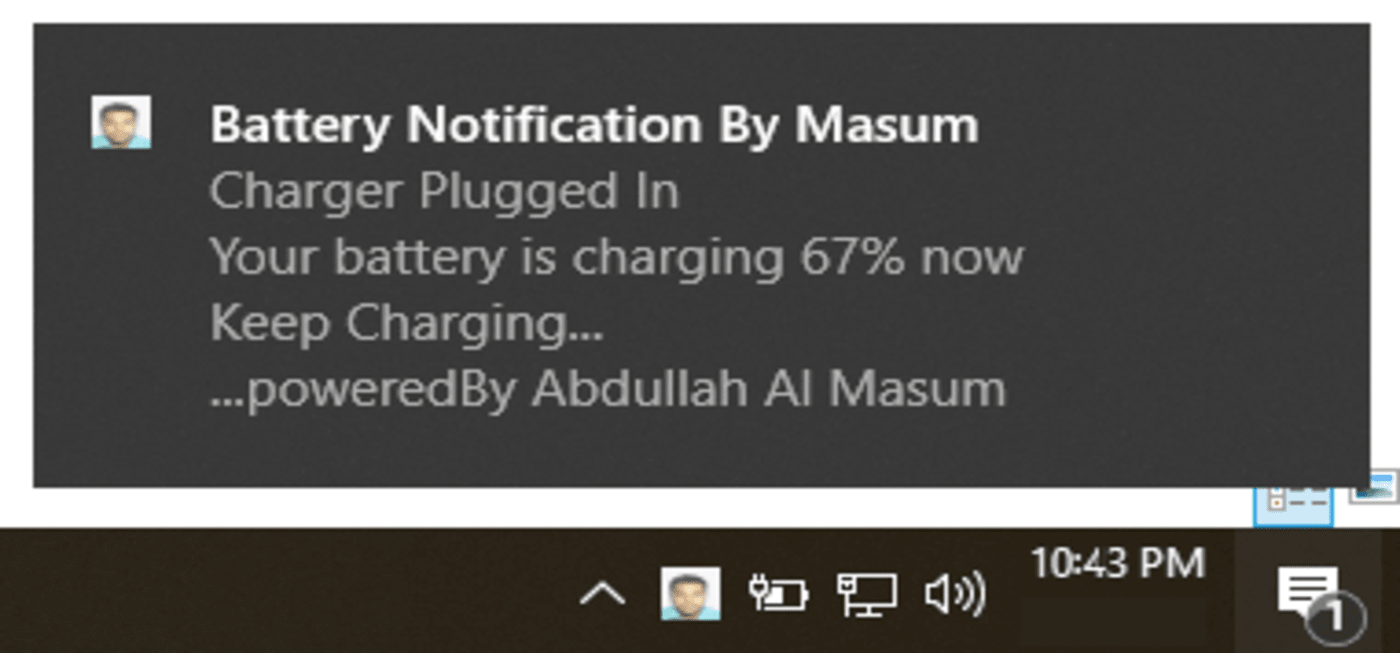 Battery Notification By Masum
Charger Plugged In
Your battery is charging 67% now
Keep Charging...
...poweredBy Abdullah Al Masum
10:43 PM
1